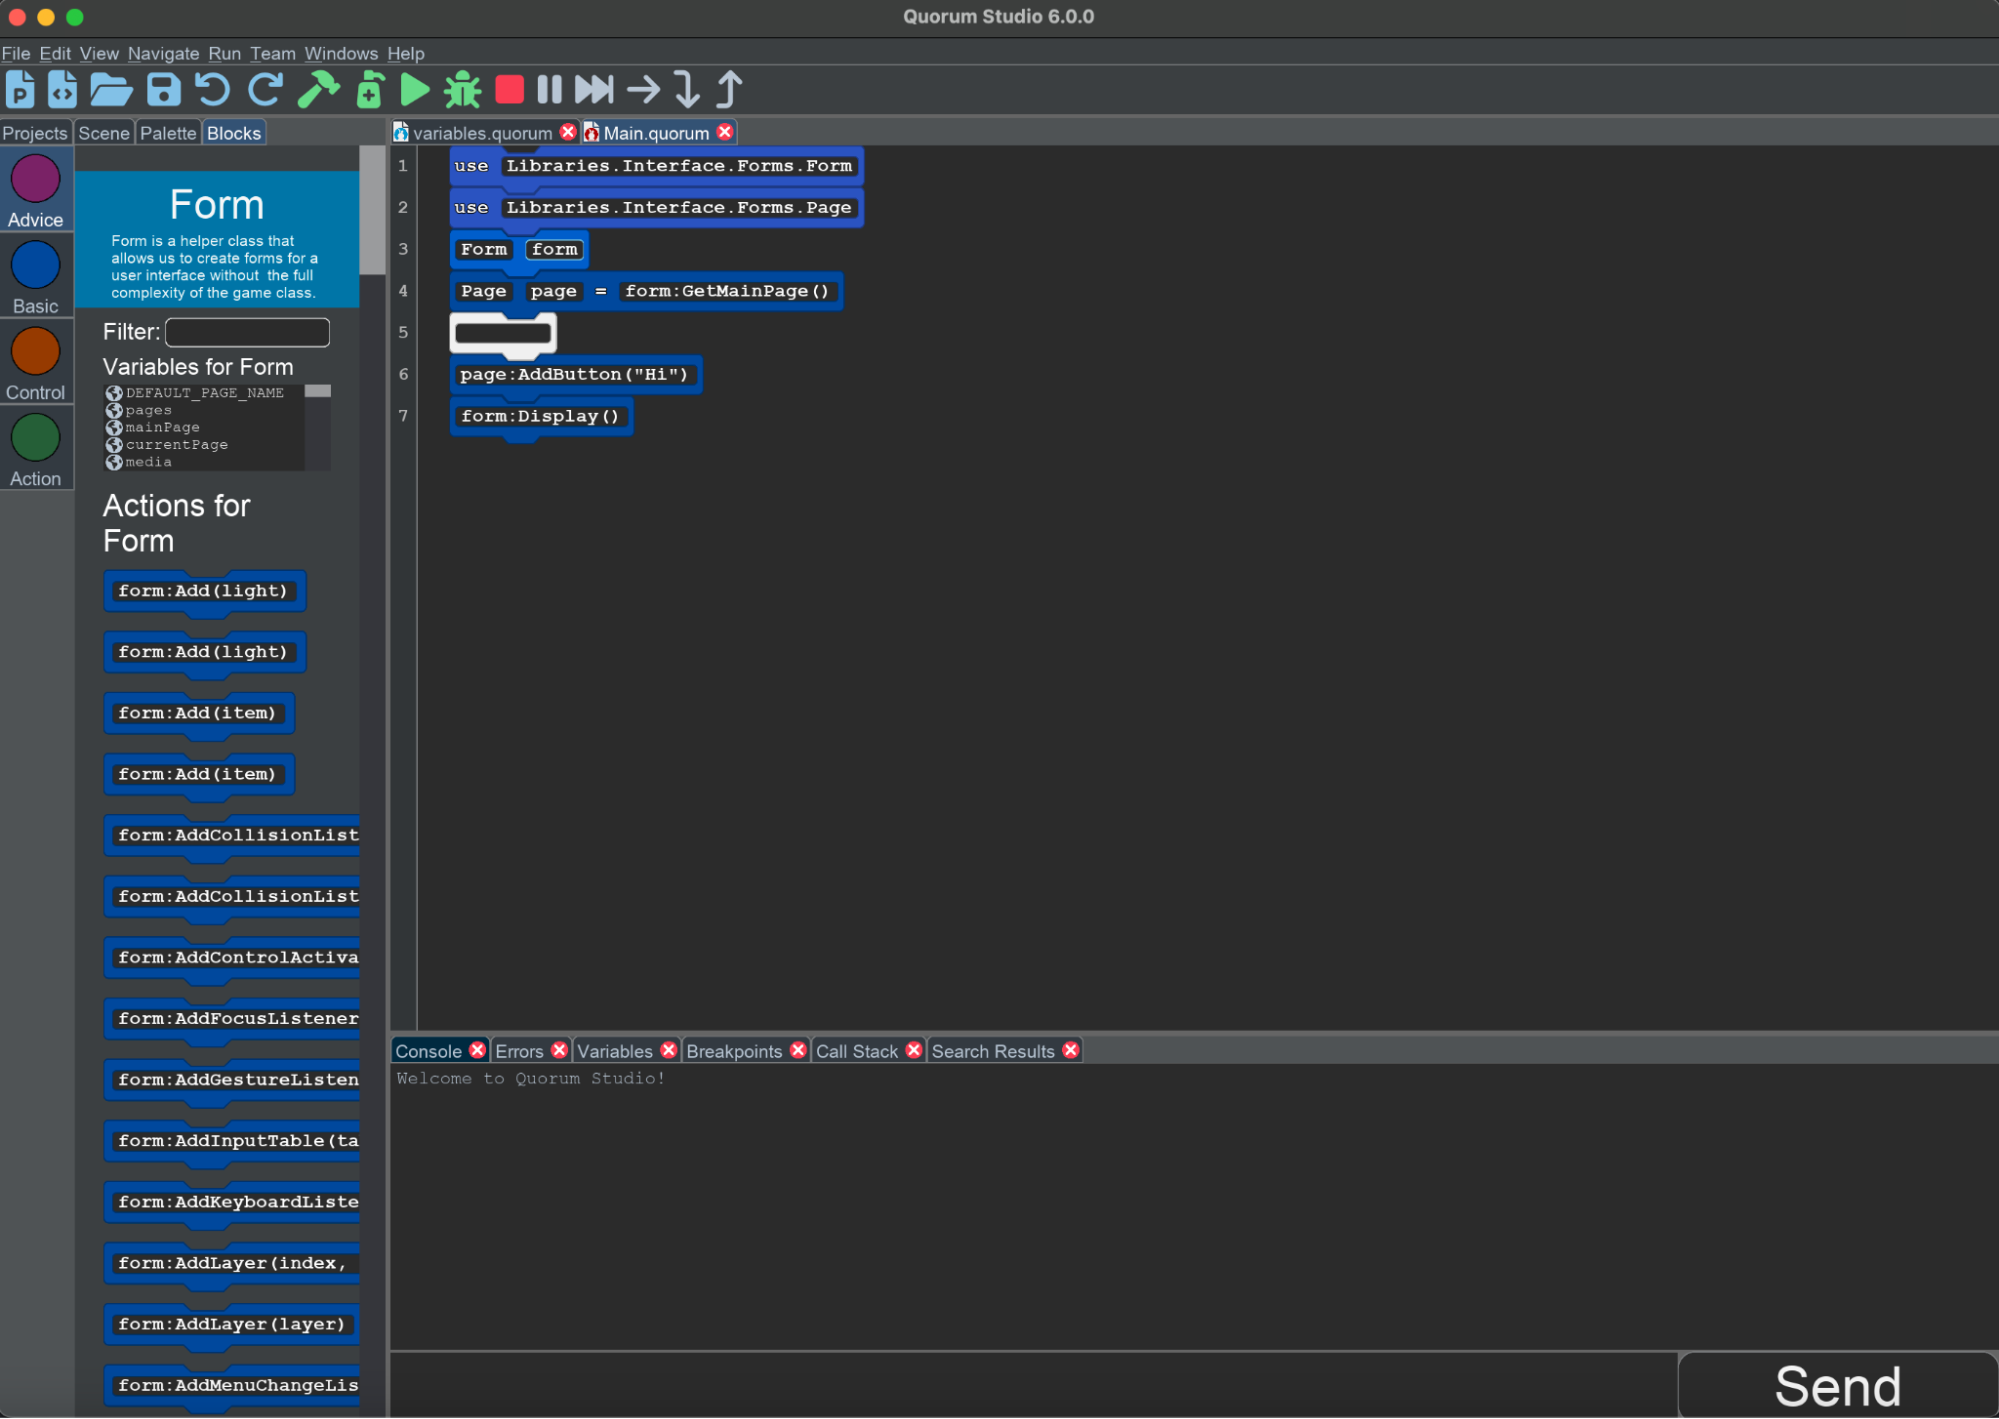 Quorum Studio 6.0.0
File Edit View Navigate Run Team Windows Help
Projects Scene Palette Blocks
variables.quorum Main.quorum
Advice
Basic
Control
Action
Form
Form is a helper class that
allows us to create forms for a
user interface without the full
complexity of the game class.
Filter:
Variables for Form
DEFAULT_PAGE_NAME
pages
mainPage
currentPage
media
Actions for
Form
form:Add(light)
form:Add(light)
form:Add(item)
form:Add(item)
form:AddCollisionList
form:AddCollisionList
form:AddControlActiva
form:AddFocusListener
form:AddGestureListen
form:AddInputTable(ta
form:AddKeyboardListe
form:AddLayer(index,
form:AddLayer(layer)
form:AddMenuChangeLis
1 use Libraries.Interface.Forms.Form
2 use Libraries.Interface.Forms.Page
3 Form form
4 Page page = form:GetMainPage()
5
6 page:AddButton("Hi")
7 form:Display()
Console Errors Variables Breakpoints Call Stack Search Results
Welcome to Quorum Studio!
Send